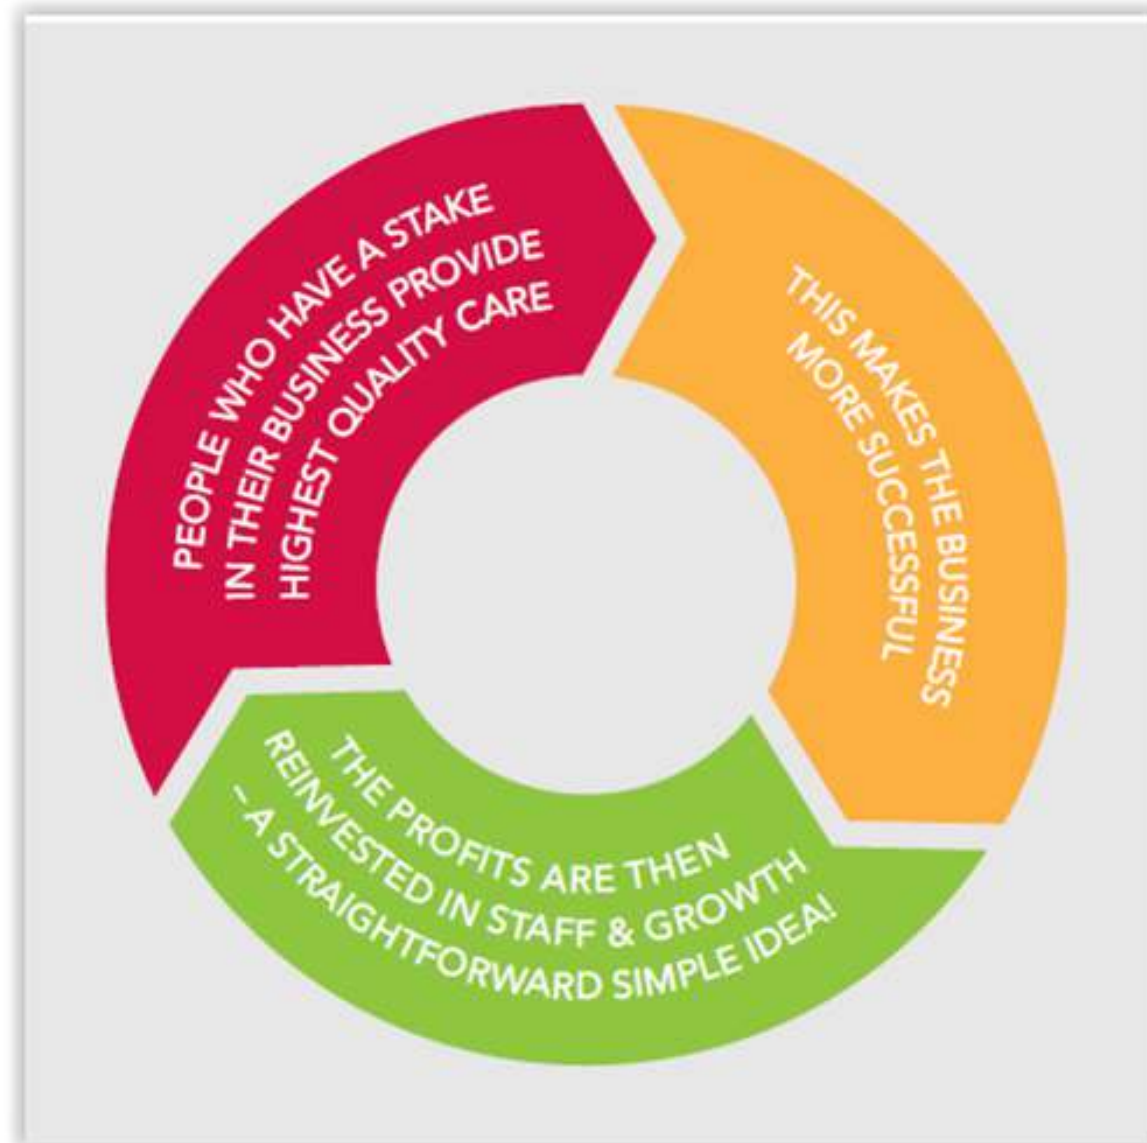 PEOPLE WHO HAVE A STAKE
IN THEIR BUSINESS PROVIDE
HIGHEST QUALITY CARE
THIS MAKES THE BUSINESS
MORE SUCCESSFUL
THE PROFITS ARE THEN
REINVESTED IN STAFF & GROWTH
– A STRAIGHTFORWARD SIMPLE IDEA!